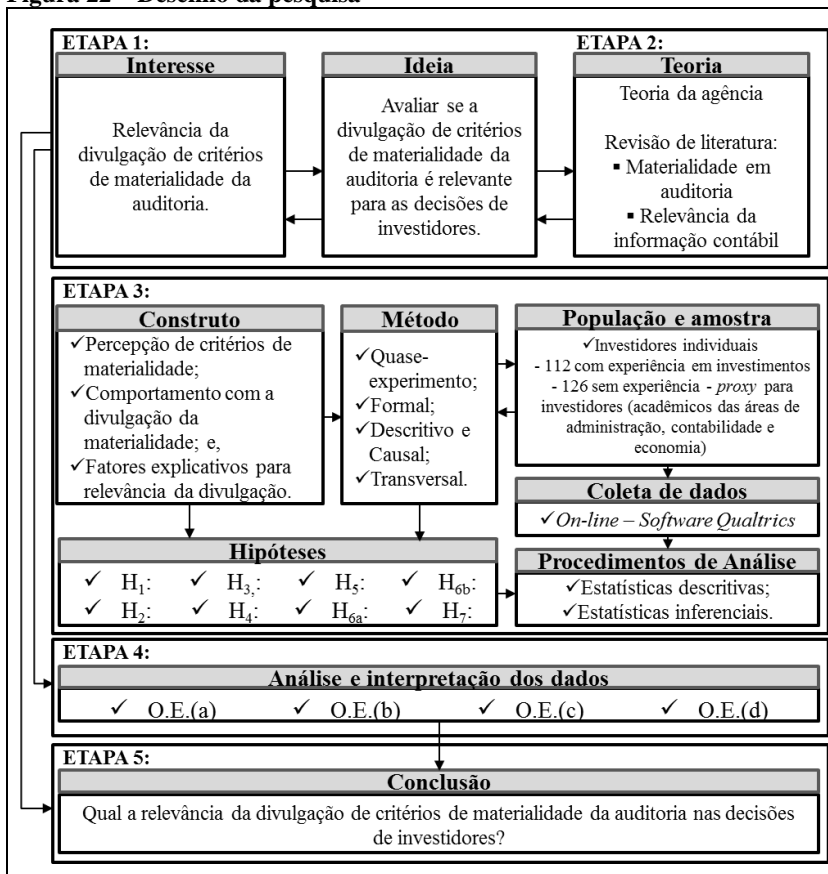 Figura 22 – Desenho da pesquisa
ETAPA 1:
Interesse
Relevância da
divulgação de critérios
de materialidade da
auditoria.
Ideia
Avaliar se a
divulgação de critérios
de materialidade da
auditoria é relevante
para as decisões de
investidores.
ETAPA 2:
Teoria
Teoria da agência
Revisão de literatura:
▪ Materialidade em
auditoria
▪ Relevância da
informação contábil
ETAPA 3:
Construto
✓Percepção de critérios de
materialidade;
✓Comportamento com a
divulgação da
materialidade; e,
✓Fatores explicativos para
relevância da divulgação.
Método
✓Quase-
experimento;
✓Formal;
✓Descritivo e
Causal;
✓Transversal.
População e amostra
✓Investidores individuais
- 112 com experiência em investimentos
- 126 sem experiência - proxy para
investidores (acadêmicos das áreas de
administração, contabilidade e
economia)
Coleta de dados
✓On-line – Software Qualtrics
Hipóteses
✓ H1: ✓ H3,: ✓ H5: ✓ H6b:
✓ H2: ✓ H4: ✓ H6a: ✓ H7:
Procedimentos de Análise
✓Estatísticas descritivas;
✓Estatísticas inferenciais.
ETAPA 4:
Análise e interpretação dos dados
✓ O.E.(a) ✓ O.E.(b) ✓ O.E.(c) ✓ O.E.(d)
ETAPA 5:
Conclusão
Qual a relevância da divulgação de critérios de materialidade da auditoria nas decisões
de investidores?